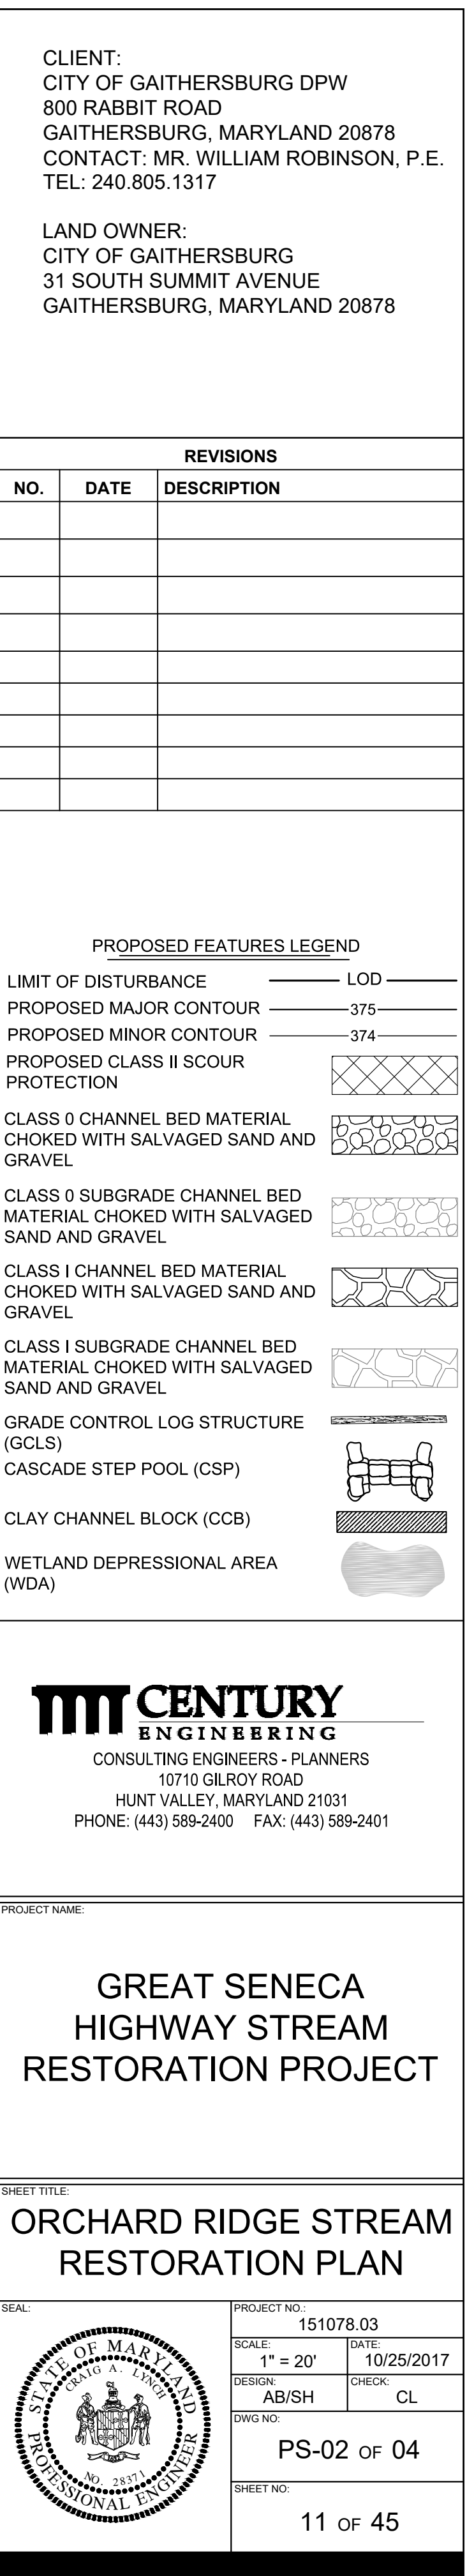 CLIENT:
CITY OF GAITHERSBURG DPW
800 RABBIT ROAD
GAITHERSBURG, MARYLAND 20878
CONTACT: MR. WILLIAM ROBINSON, P.E.
TEL: 240.805.1317
LAND OWNER:
CITY OF GAITHERSBURG
31 SOUTH SUMMIT AVENUE
GAITHERSBURG, MARYLAND 20878
REVISIONS
NO. DATE DESCRIPTION
PROPOSED FEATURES LEGEND
LIMIT OF DISTURBANCE LOD
PROPOSED MAJOR CONTOUR 375
PROPOSED MINOR CONTOUR 374
PROPOSED CLASS II SCOUR
PROTECTION
CLASS 0 CHANNEL BED MATERIAL
CHOKED WITH SALVAGED SAND AND
GRAVEL
CLASS 0 SUBGRADE CHANNEL BED
MATERIAL CHOKED WITH SALVAGED
SAND AND GRAVEL
CLASS I CHANNEL BED MATERIAL
CHOKED WITH SALVAGED SAND AND
GRAVEL
CLASS I SUBGRADE CHANNEL BED
MATERIAL CHOKED WITH SALVAGED
SAND AND GRAVEL
GRADE CONTROL LOG STRUCTURE
(GCLS)
CASCADE STEP POOL (CSP)
CLAY CHANNEL BLOCK (CCB)
WETLAND DEPRESSIONAL AREA
(WDA)
CENTURY
ENGINEERING
CONSULTING ENGINEERS - PLANNERS
10710 GILROY ROAD
HUNT VALLEY, MARYLAND 21031
PHONE: (443) 589-2400 FAX: (443) 589-2401
PROJECT NAME:
GREAT SENECA
HIGHWAY STREAM
RESTORATION PROJECT
SHEET TITLE:
ORCHARD RIDGE STREAM
RESTORATION PLAN
SEAL:
STATE OF MARYLAND
CRAIG A. LYNCH
NO. 28371
PROFESSIONAL ENGINEER
PROJECT NO.:
151078.03
SCALE: DATE:
1" = 20' 10/25/2017
DESIGN: CHECK:
AB/SH CL
DWG NO:
PS-02 OF 04
SHEET NO:
11 OF 45